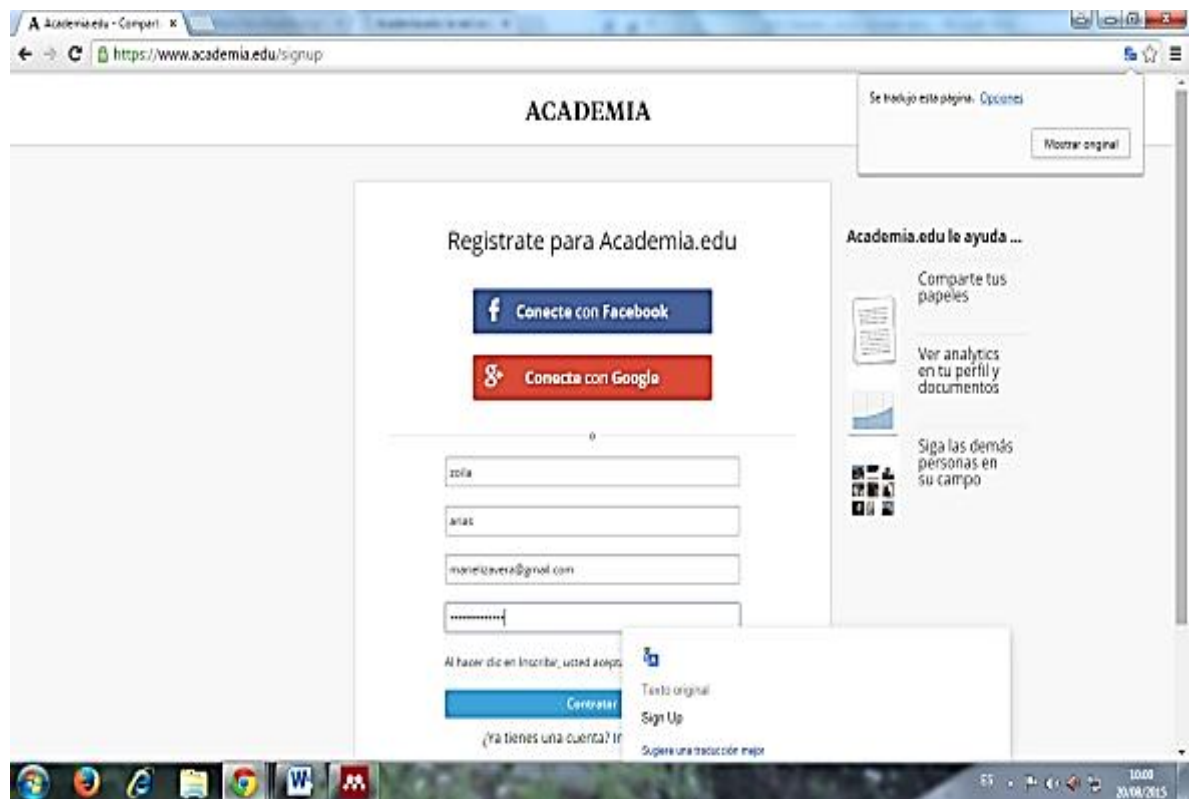 Academia.edu - Compart
https://www.academia.edu/signup
Se tradujo esta página. Opciones
Mostrar original
ACADEMIA
Registrate para Academia.edu
Conecte con Facebook
Conecte con Google
o
zoila
arias
marielizavera@gmail.com
Al hacer clic en Inscribir, usted acepta
Contratar
¿Ya tienes una cuenta? In
Academia.edu le ayuda ...
Comparte tus
papeles
Ver analytics
en tu perfil y
documentos
Siga las demás
personas en
su campo
Texto original
Sign Up
Sugiere una traducción mejor
ES
10:00
20/08/2015